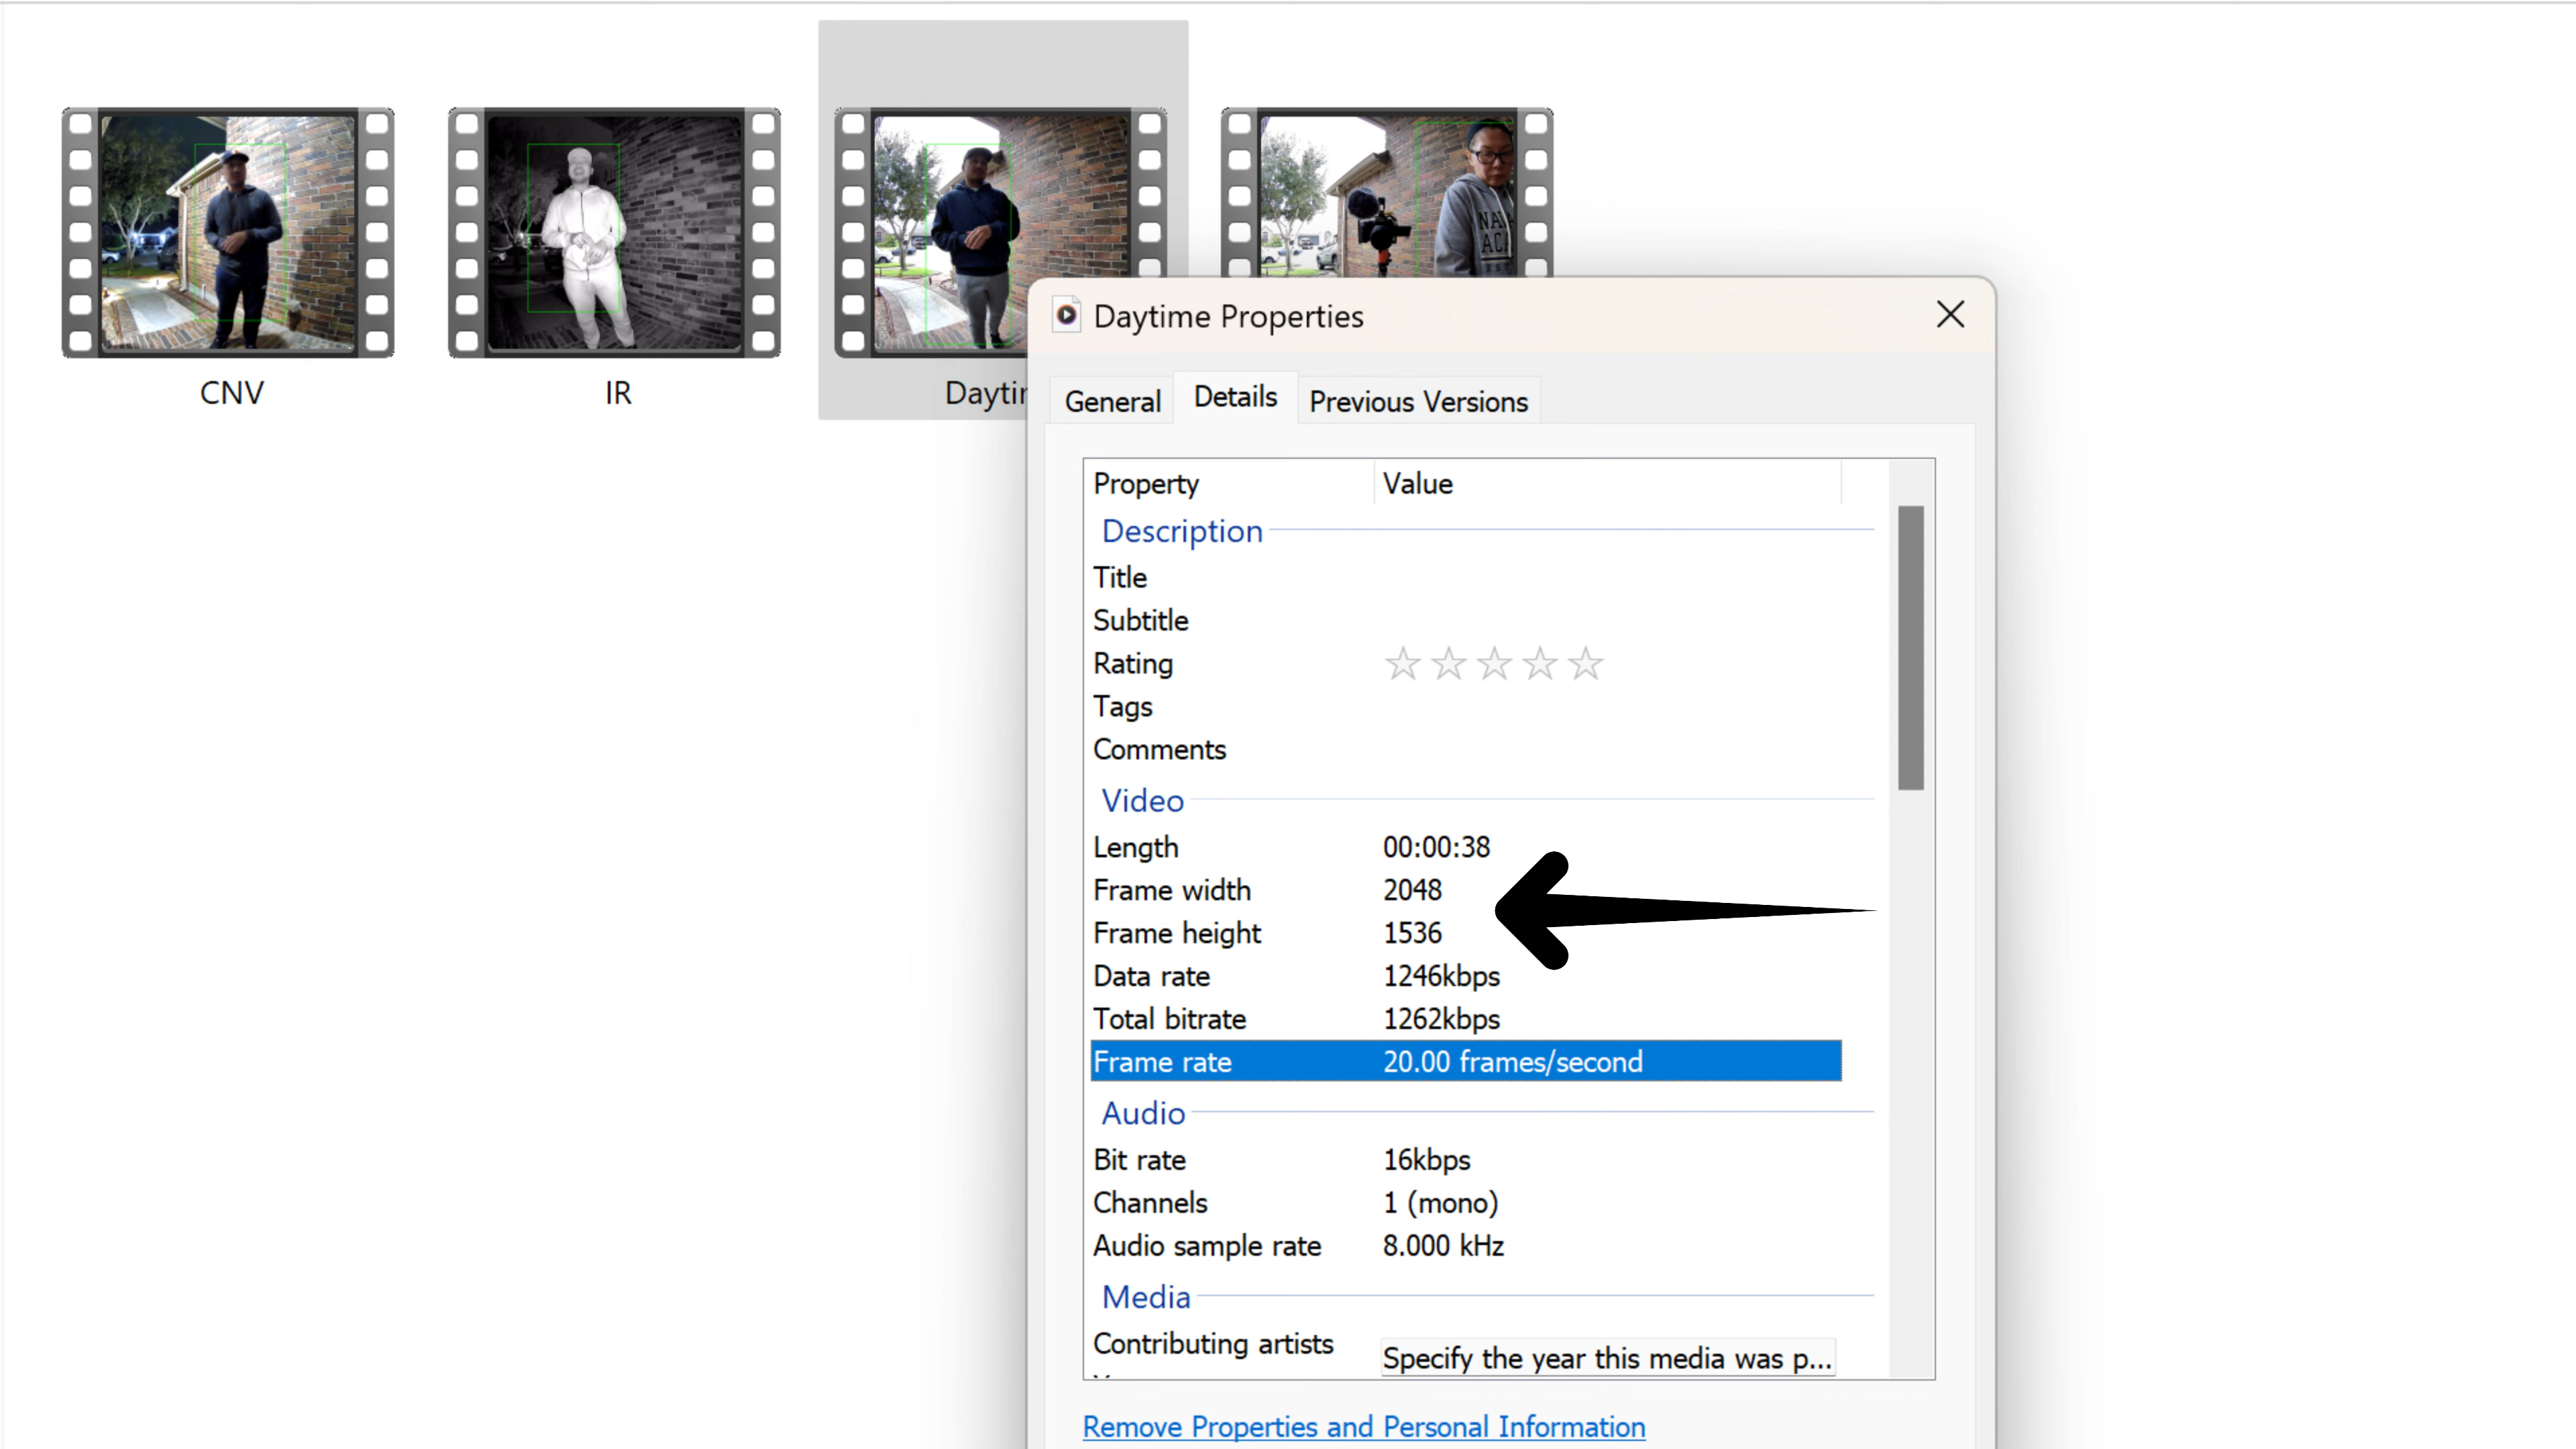 CNV
IR
Daytin
NA
ACA
Daytime Properties
General
Details
Previous Versions
Property Value
Description
Title
Subtitle
Rating
Tags
Comments
Video
Length 00:00:38
Frame width 2048
Frame height 1536
Data rate 1246kbps
Total bitrate 1262kbps
Frame rate 20.00 frames/second
Audio
Bit rate 16kbps
Channels 1 (mono)
Audio sample rate 8.000 kHz
Media
Contributing artists
Specify the year this media was p...
Remove Properties and Personal Information